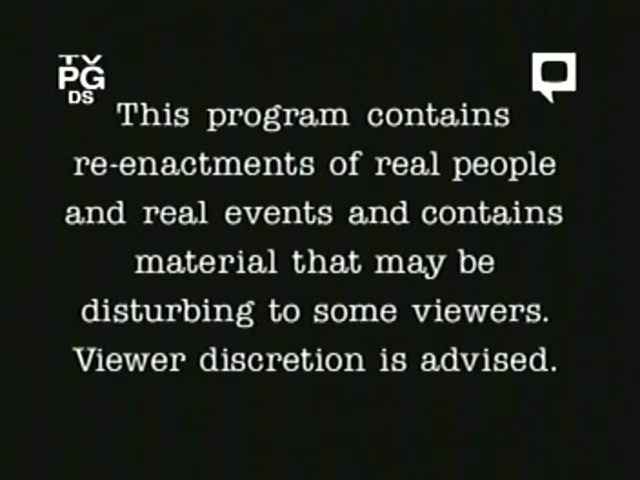 TV
PG
DS
This program contains
re-enactments of real people
and real events and contains
material that may be
disturbing to some viewers.
Viewer discretion is advised.